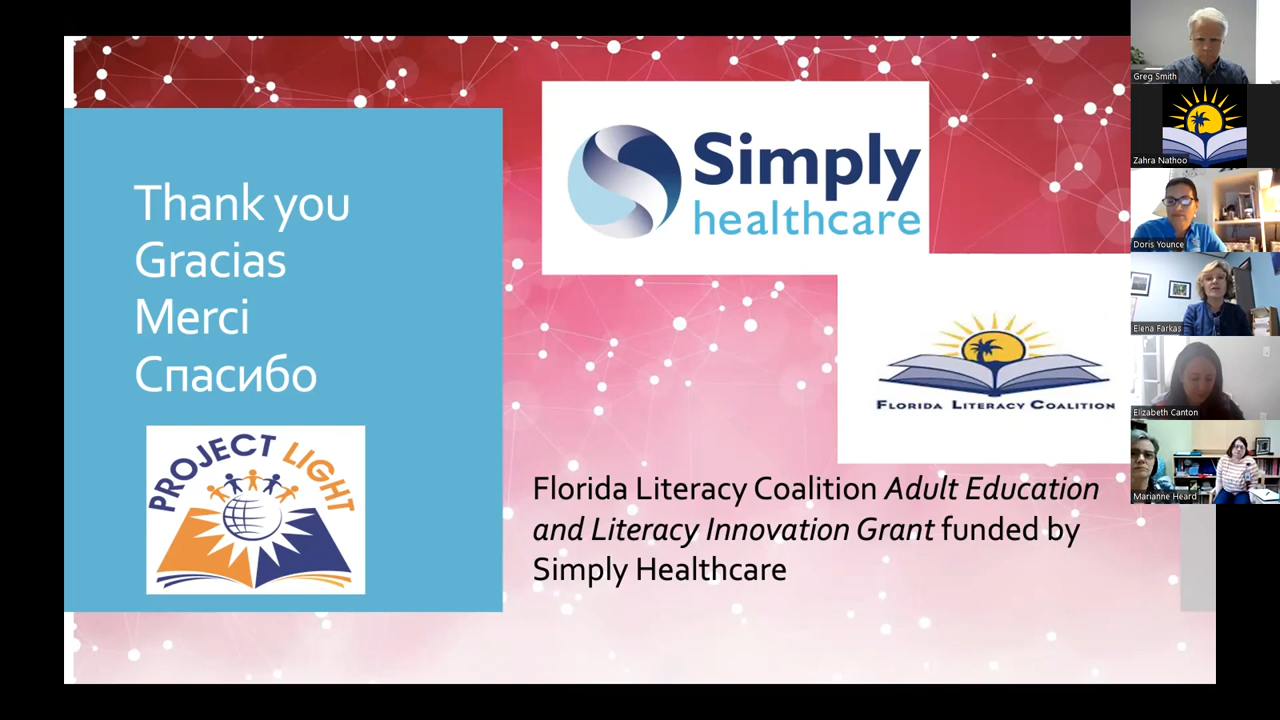 Thank you
Gracias
Merci
Спасибо
PROJECT LIGHT
Simply
healthcare
FLORIDA LITERACY COALITION
Florida Literacy Coalition Adult Education
and Literacy Innovation Grant funded by
Simply Healthcare
Greg Smith
Zahra Nathoo
Doris Younce
Elena Farkas
Elizabeth Canton
Marianne Heard